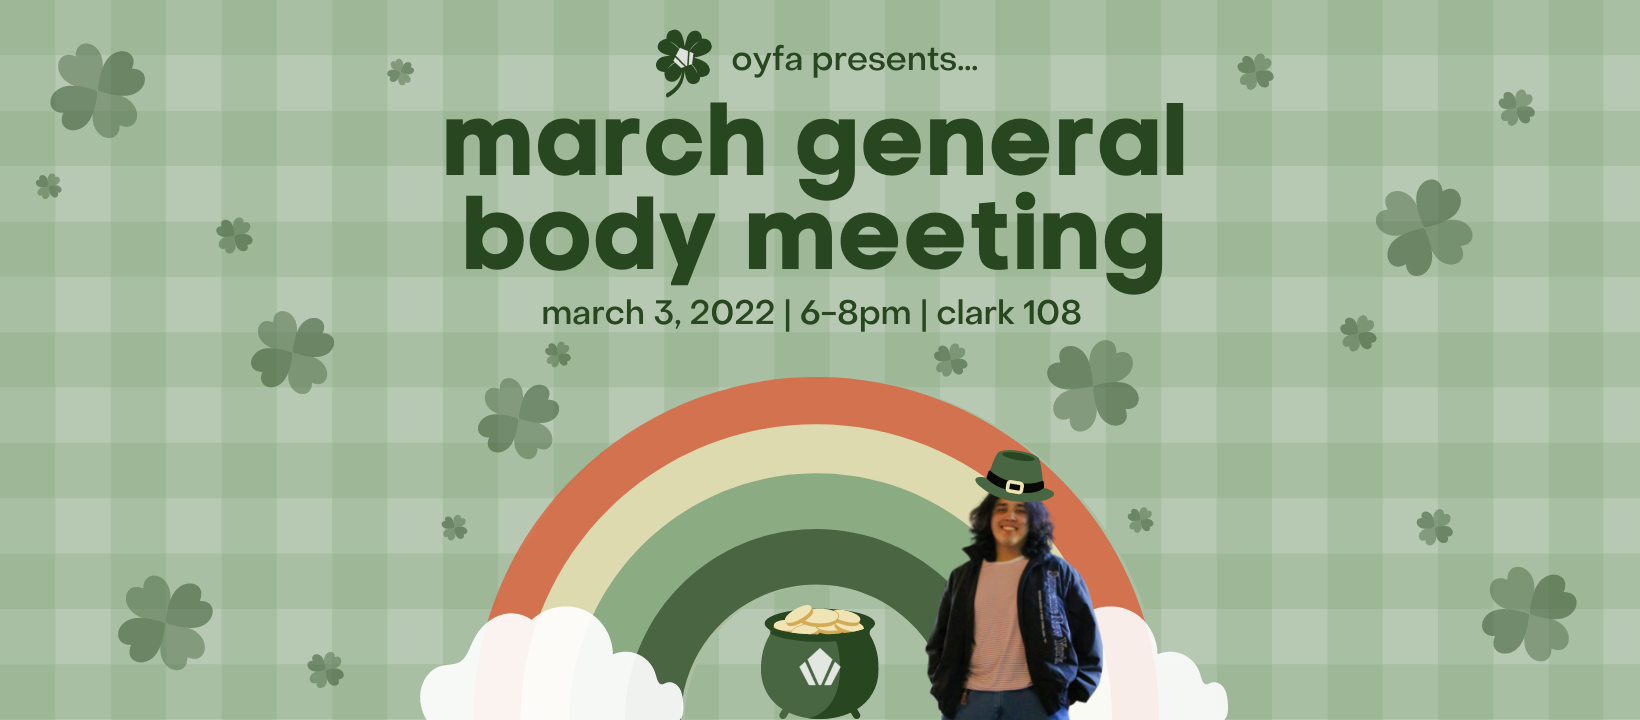 oyfa presents...
march general
body meeting
march 3, 2022 | 6-8pm | clark 108